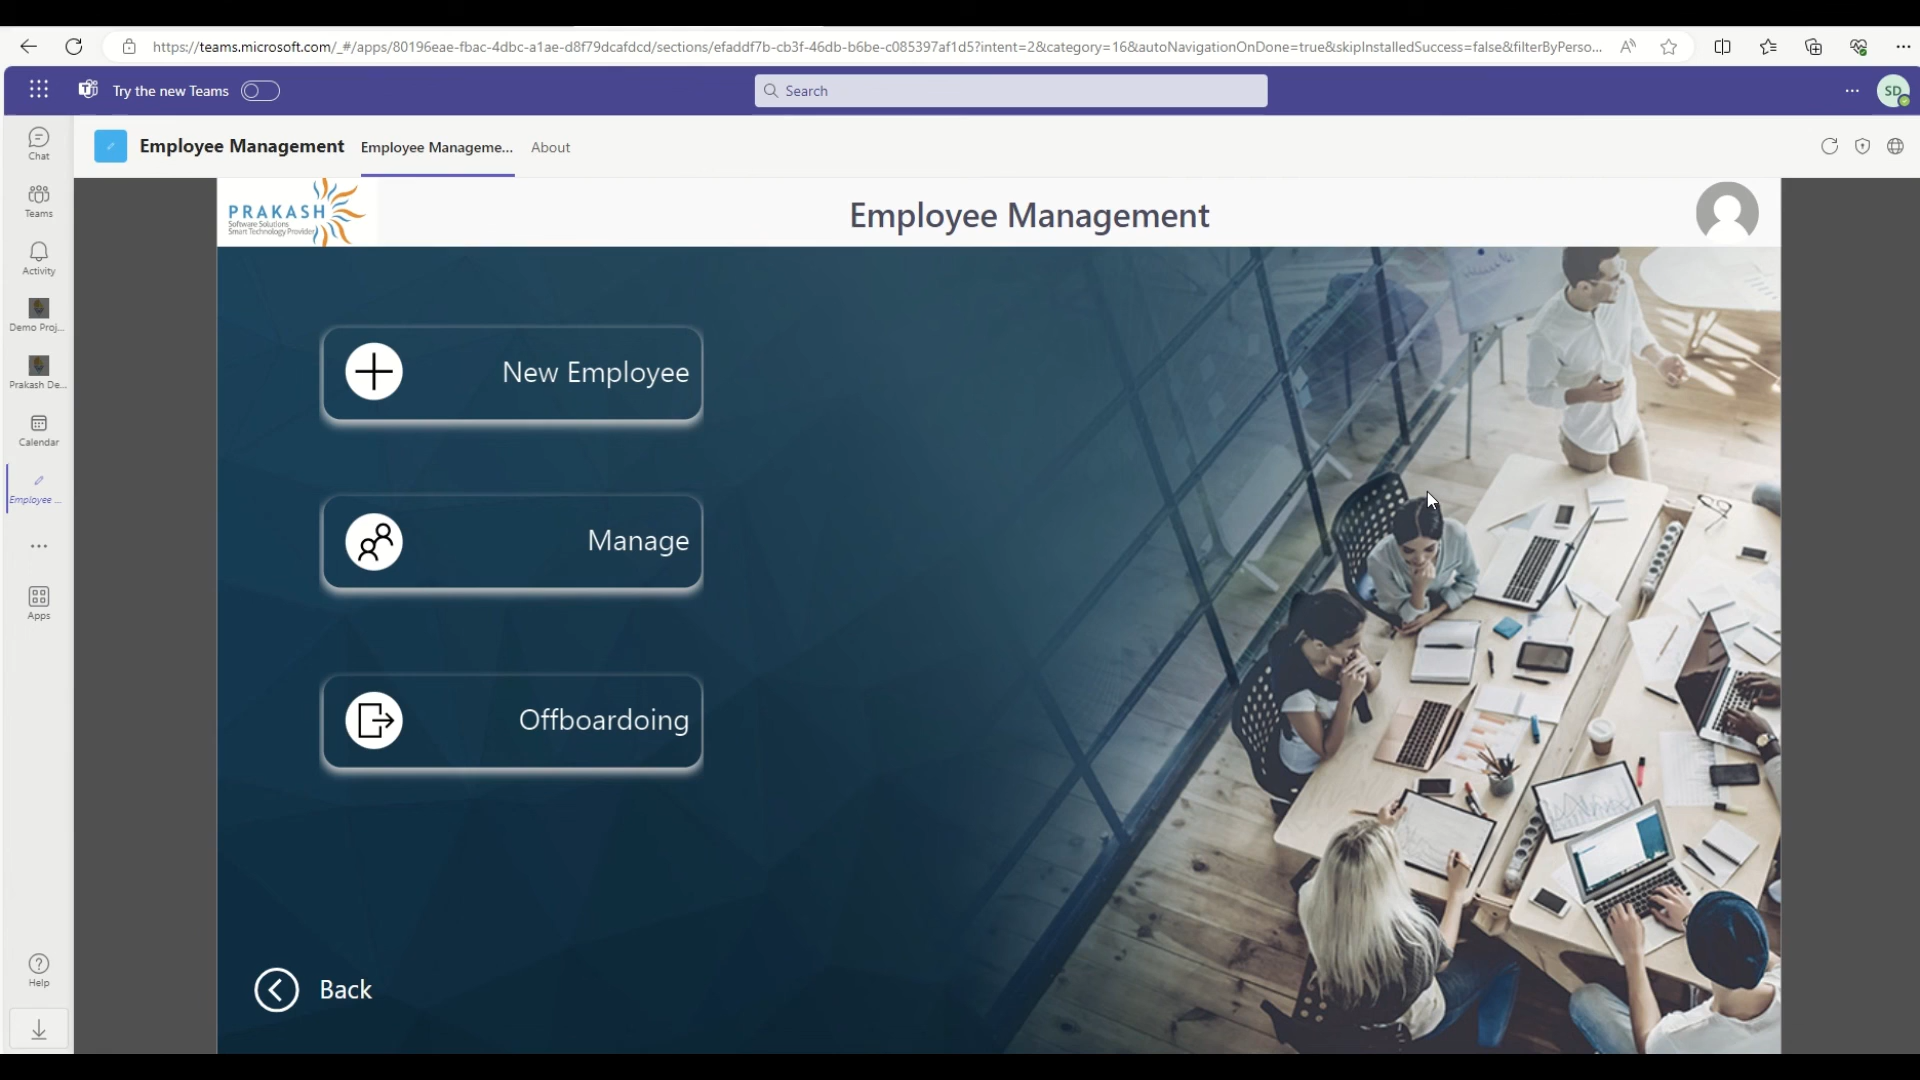 https://teams.microsoft.com/_#/apps/80196eae-fbac-4dbc-a1ae-d8f79dcafdcd/sections/efaddf7b-cb3f-46db-b6be-c085397af1d5?intent=2&category=16&autoNavigationOnDone=true&skipInstalledSuccess=false&filterByPerso...
Try the new Teams
Search
SD
Chat
Employee Management
Employee Manageme...
About
Teams
PRAKASH
Software Solutions
Smart Technology Provider
Employee Management
Activity
Demo Proj...
New Employee
Prakash De...
Calendar
Employee ...
Manage
Apps
Offboardoing
Help
Back